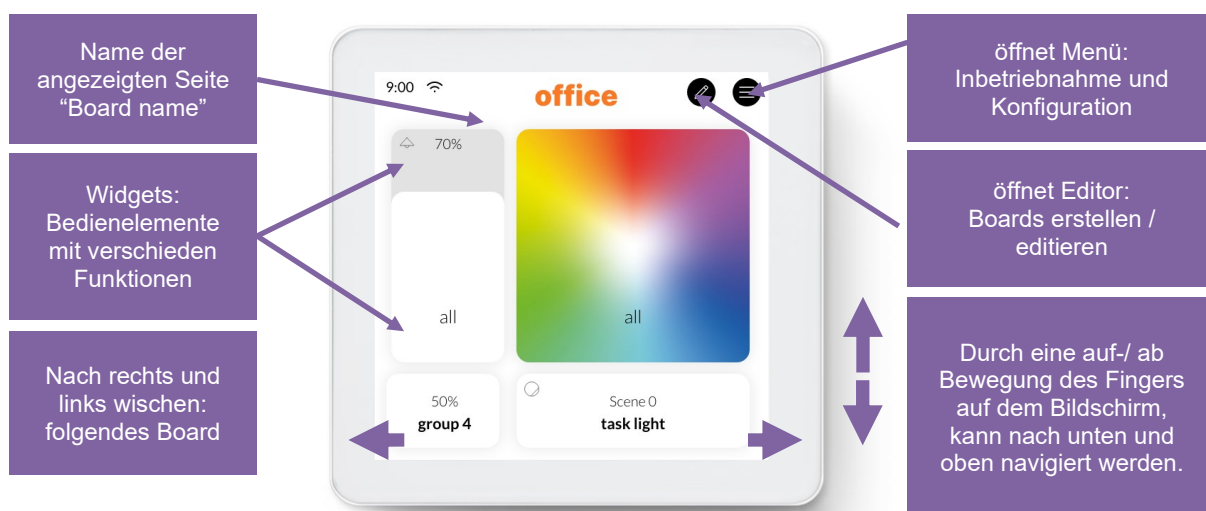 Name der
angezeigten Seite
“Board name”
Widgets:
Bedienelemente
mit verschieden
Funktionen
Nach rechts und
links wischen:
folgendes Board
9:00
office
70%
all
all
50%
group 4
Scene 0
task light
öffnet Menü:
Inbetriebnahme und
Konfiguration
öffnet Editor:
Boards erstellen /
editieren
Durch eine auf-/ ab
Bewegung des Fingers
auf dem Bildschirm,
kann nach unten und
oben navigiert werden.